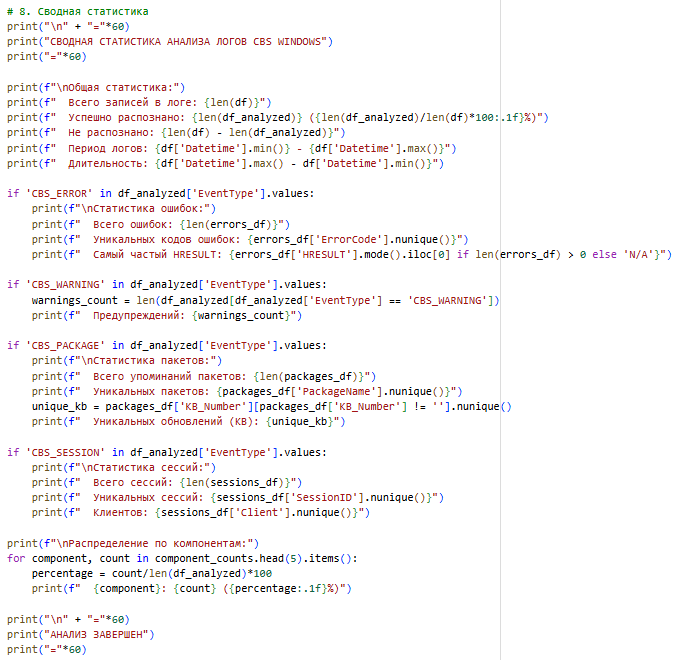 # 8. Сводная статистика
print("\n" + "="*60)
print("СВОДНАЯ СТАТИСТИКА АНАЛИЗА ЛОГОВ CBS WINDOWS")
print("="*60)

print(f"\nОбщая статистика:")
print(f"  Всего записей в логе: {len(df)}")
print(f"  Успешно распознано: {len(df_analyzed)} ({len(df_analyzed)/len(df)*100:.1f}%)")
print(f"  Не распознано: {len(df) - len(df_analyzed)}")
print(f"  Период логов: {df['Datetime'].min()} - {df['Datetime'].max()}")
print(f"  Длительность: {df['Datetime'].max() - df['Datetime'].min()}")

if 'CBS_ERROR' in df_analyzed['EventType'].values:
    print(f"\nСтатистика ошибок:")
    print(f"  Всего ошибок: {len(errors_df)}")
    print(f"  Уникальных кодов ошибок: {errors_df['ErrorCode'].nunique()}")
    print(f"  Самый частый HRESULT: {errors_df['HRESULT'].mode().iloc[0] if len(errors_df) > 0 else 'N/A'}")

if 'CBS_WARNING' in df_analyzed['EventType'].values:
    warnings_count = len(df_analyzed[df_analyzed['EventType'] == 'CBS_WARNING'])
    print(f"  Предупреждений: {warnings_count}")

if 'CBS_PACKAGE' in df_analyzed['EventType'].values:
    print(f"\nСтатистика пакетов:")
    print(f"  Всего упоминаний пакетов: {len(packages_df)}")
    print(f"  Уникальных пакетов: {packages_df['PackageName'].nunique()}")
    unique_kb = packages_df['KB_Number'][packages_df['KB_Number'] != ''].nunique()
    print(f"  Уникальных обновлений (KB): {unique_kb}")

if 'CBS_SESSION' in df_analyzed['EventType'].values:
    print(f"\nСтатистика сессий:")
    print(f"  Всего сессий: {len(sessions_df)}")
    print(f"  Уникальных сессий: {sessions_df['SessionID'].nunique()}")
    print(f"  Клиентов: {sessions_df['Client'].nunique()}")

print(f"\nРаспределение по компонентам:")
for component, count in component_counts.head(5).items():
    percentage = count/len(df_analyzed)*100
    print(f"  {component}: {count} ({percentage:.1f}%)")

print("\n" + "="*60)
print("АНАЛИЗ ЗАВЕРШЕН")
print("="*60)